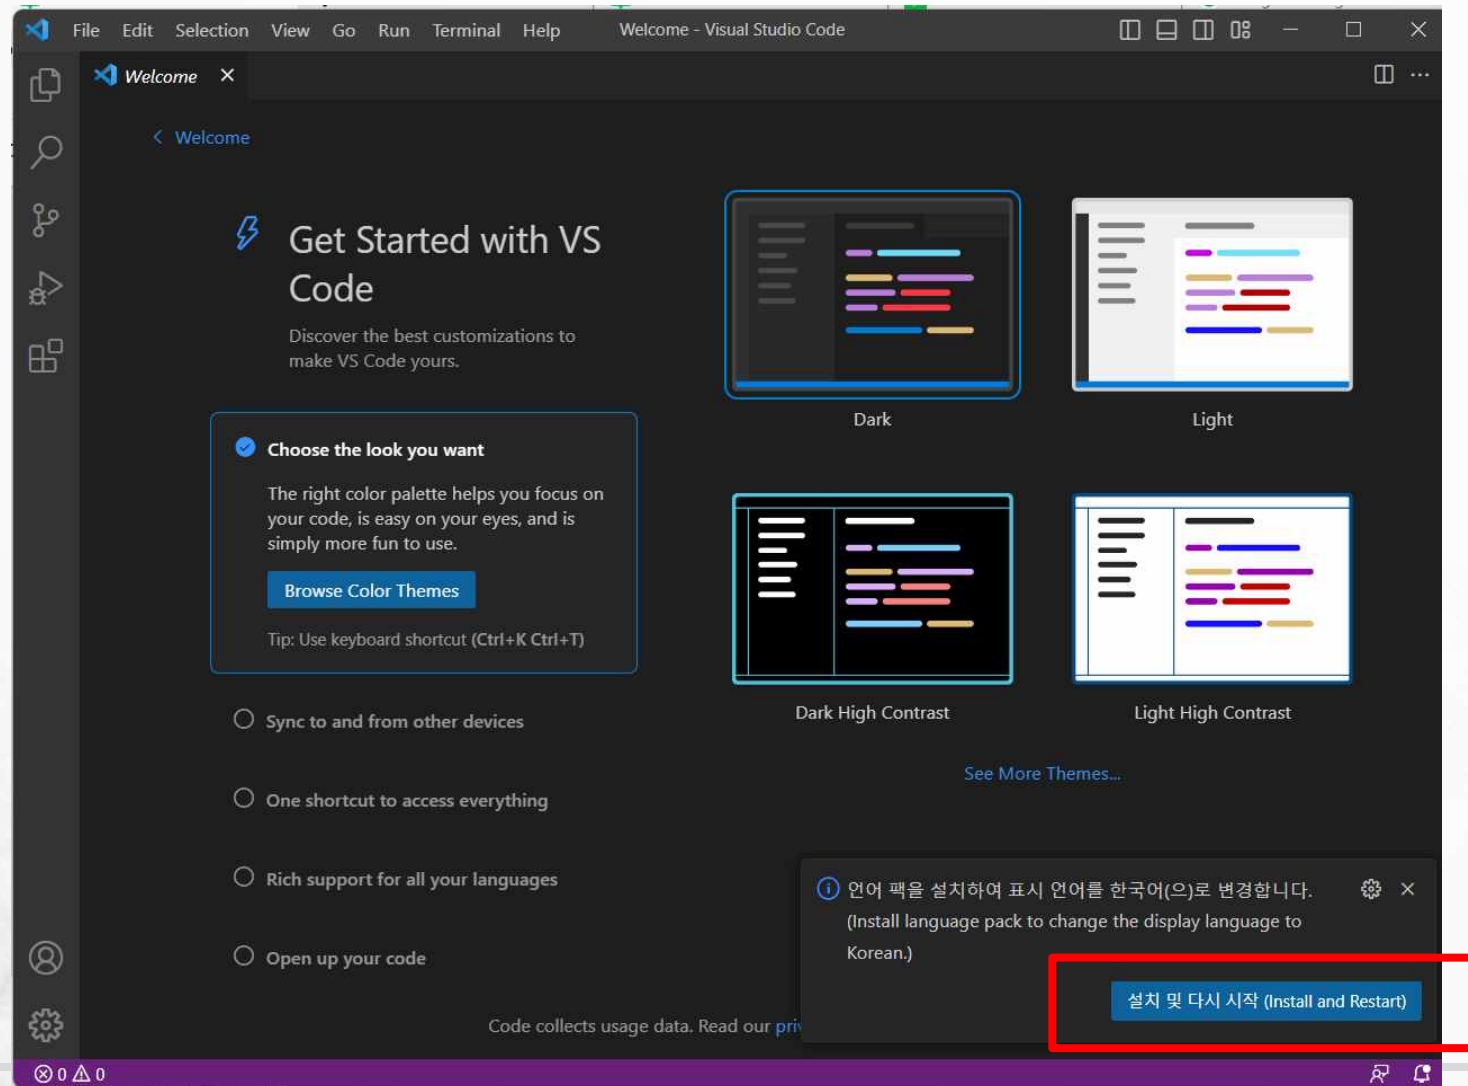 File Edit Selection View Go Run Terminal Help Welcome - Visual Studio Code
Welcome
Welcome
Get Started with VS
Code
Discover the best customizations to
make VS Code yours.
Choose the look you want
The right color palette helps you focus on
your code, is easy on your eyes, and is
simply more fun to use.
Browse Color Themes
Tip: Use keyboard shortcut (Ctrl+K Ctrl+T)
Sync to and from other devices
One shortcut to access everything
Rich support for all your languages
Open up your code
Dark
Light
Dark High Contrast
Light High Contrast
See More Themes...
Code collects usage data. Read our
언어 팩을 설치하여 표시 언어를 한국어(으)로 변경합니다.
(Install language pack to change the display language to
Korean.)
설치 및 다시 시작 (Install and Restart)
0 0